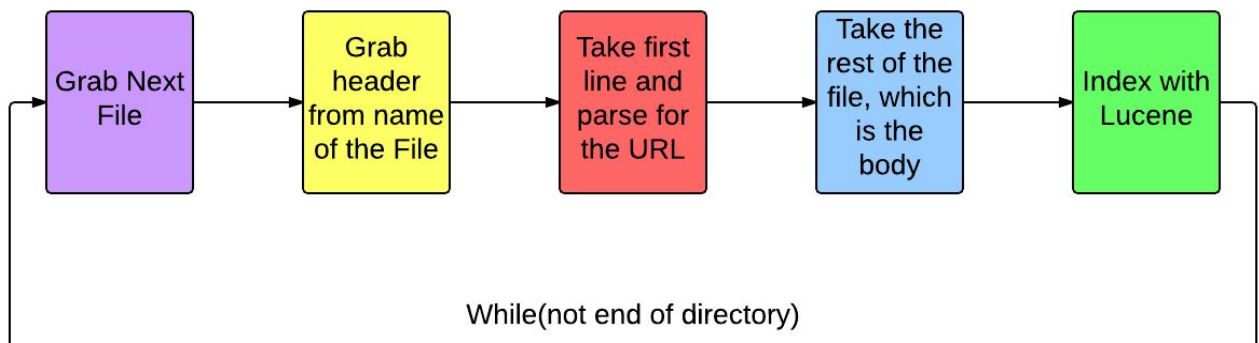 Grab Next
File
Grab
header
from name
of the File
Take first
line and
parse for
the URL
Take the
rest of the
file, which
is the
body
Index with
Lucene
While(not end of directory)